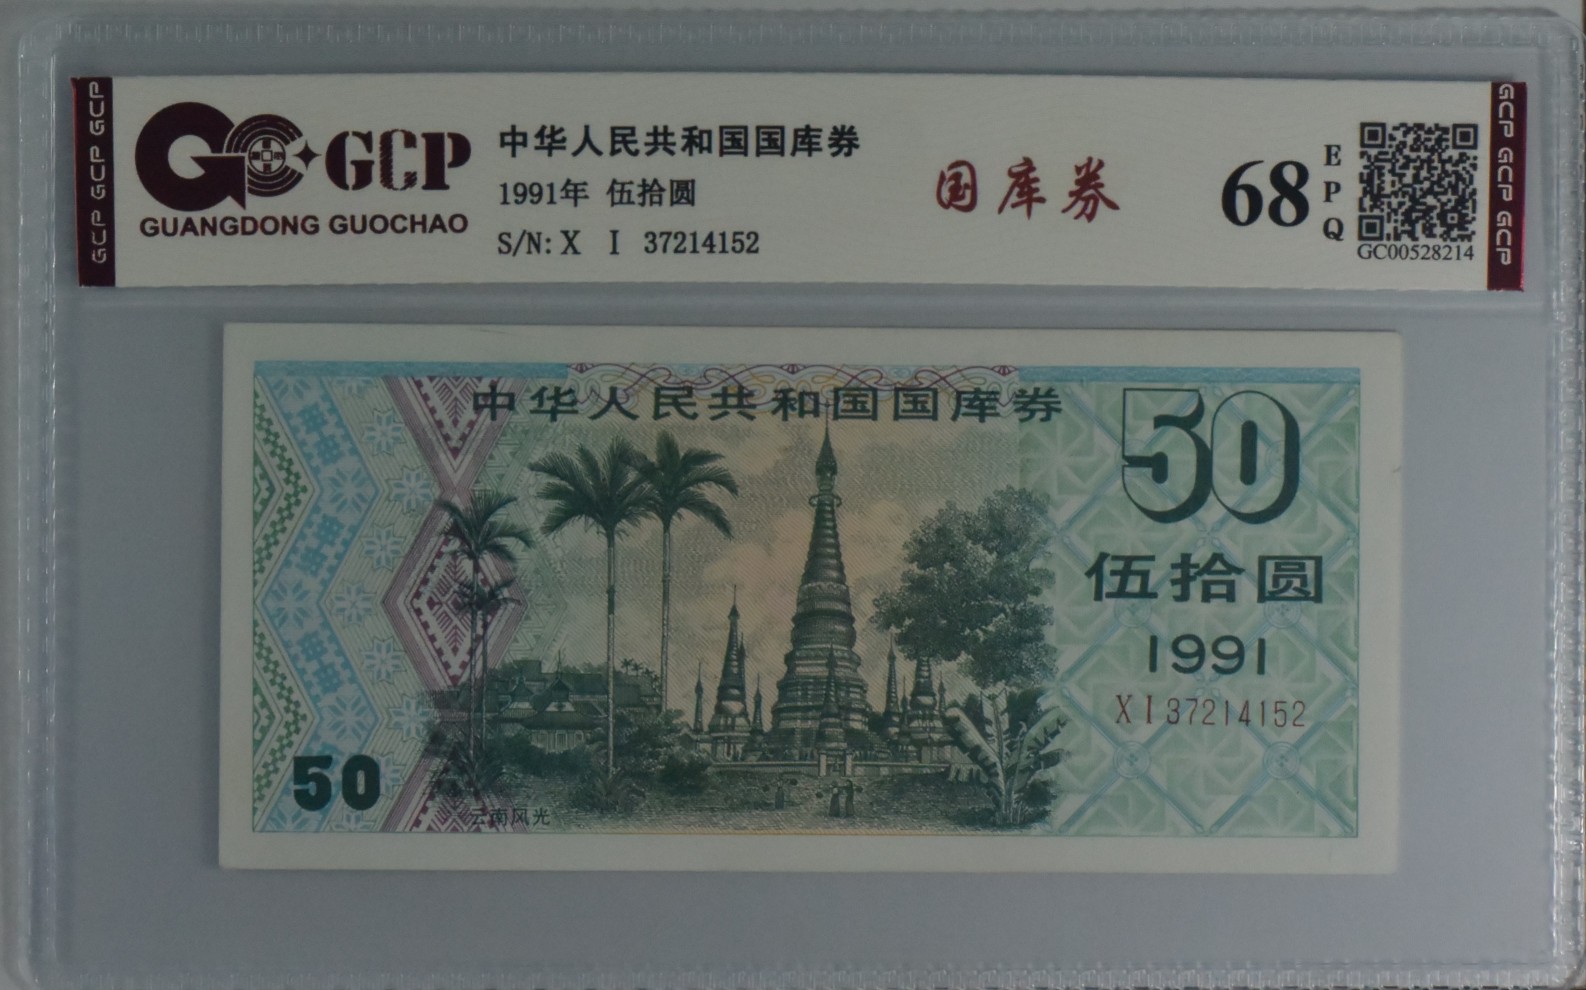 GCP GCP GCP
GCP
GUANGDONG GUOCHAO
中华人民共和国国库券
1991年 伍拾圆
S/N: X I 37214152
国库券
68
EPQ
GC00528214
GCP GCP GCP
中华人民共和国国库券
50
伍拾圆
1991
X I 37214152
50
云南风光